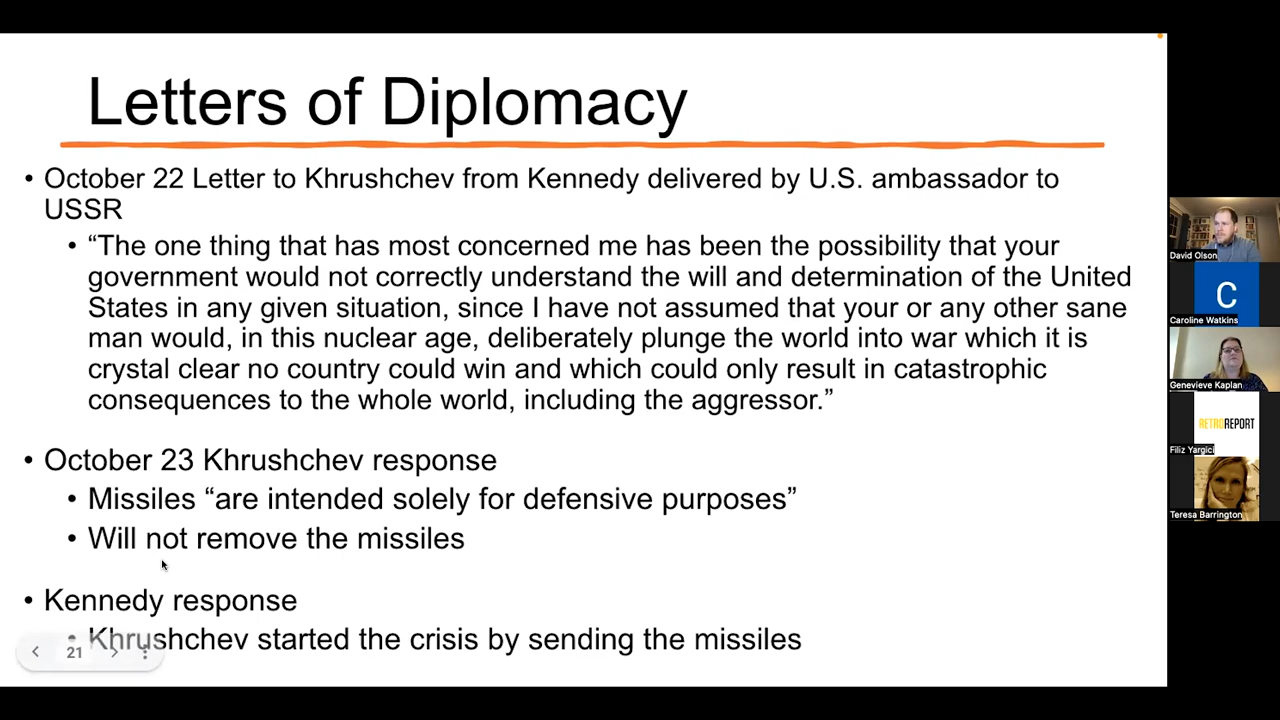 Letters of Diplomacy
• October 22 Letter to Khrushchev from Kennedy delivered by U.S. ambassador to
USSR
• “The one thing that has most concerned me has been the possibility that your
government would not correctly understand the will and determination of the United
States in any given situation, since I have not assumed that your or any other sane
man would, in this nuclear age, deliberately plunge the world into war which it is
crystal clear no country could win and which could only result in catastrophic
consequences to the whole world, including the aggressor.”
• October 23 Khrushchev response
• Missiles “are intended solely for defensive purposes”
• Will not remove the missiles
• Kennedy response
• Khrushchev started the crisis by sending the missiles
21
David Olson
C
Caroline Watkins
Genevieve Kaplan
RETROREPORT
Filiz Yargici
Teresa Barrington